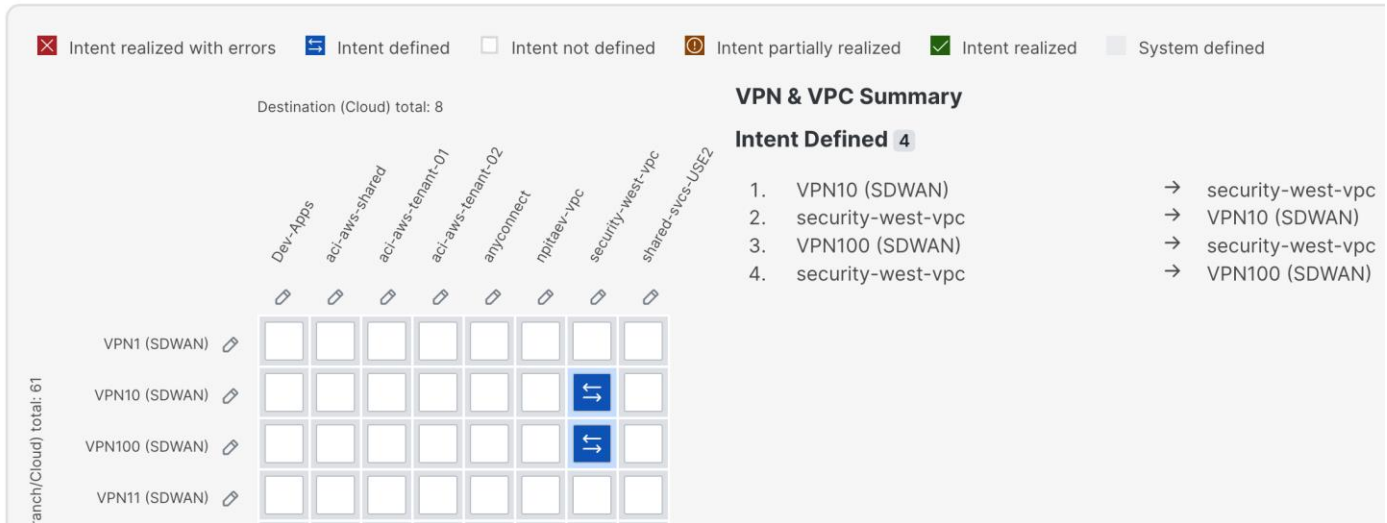 Intent realized with errors Intent defined Intent not defined Intent partially realized Intent realized System defined
Destination (Cloud) total: 8
Dev-Apps
aci-aws-shared
aci-aws-tenant-01
aci-aws-tenant-02
anyconnect
npitaev-vpc
security-west-vpc
shared-svcs-USE2
anch/Cloud) total: 61
VPN1 (SDWAN)
VPN10 (SDWAN)
VPN100 (SDWAN)
VPN11 (SDWAN)
VPN & VPC Summary
Intent Defined 4
1. VPN10 (SDWAN) → security-west-vpc
2. security-west-vpc → VPN10 (SDWAN)
3. VPN100 (SDWAN) → security-west-vpc
4. security-west-vpc → VPN100 (SDWAN)